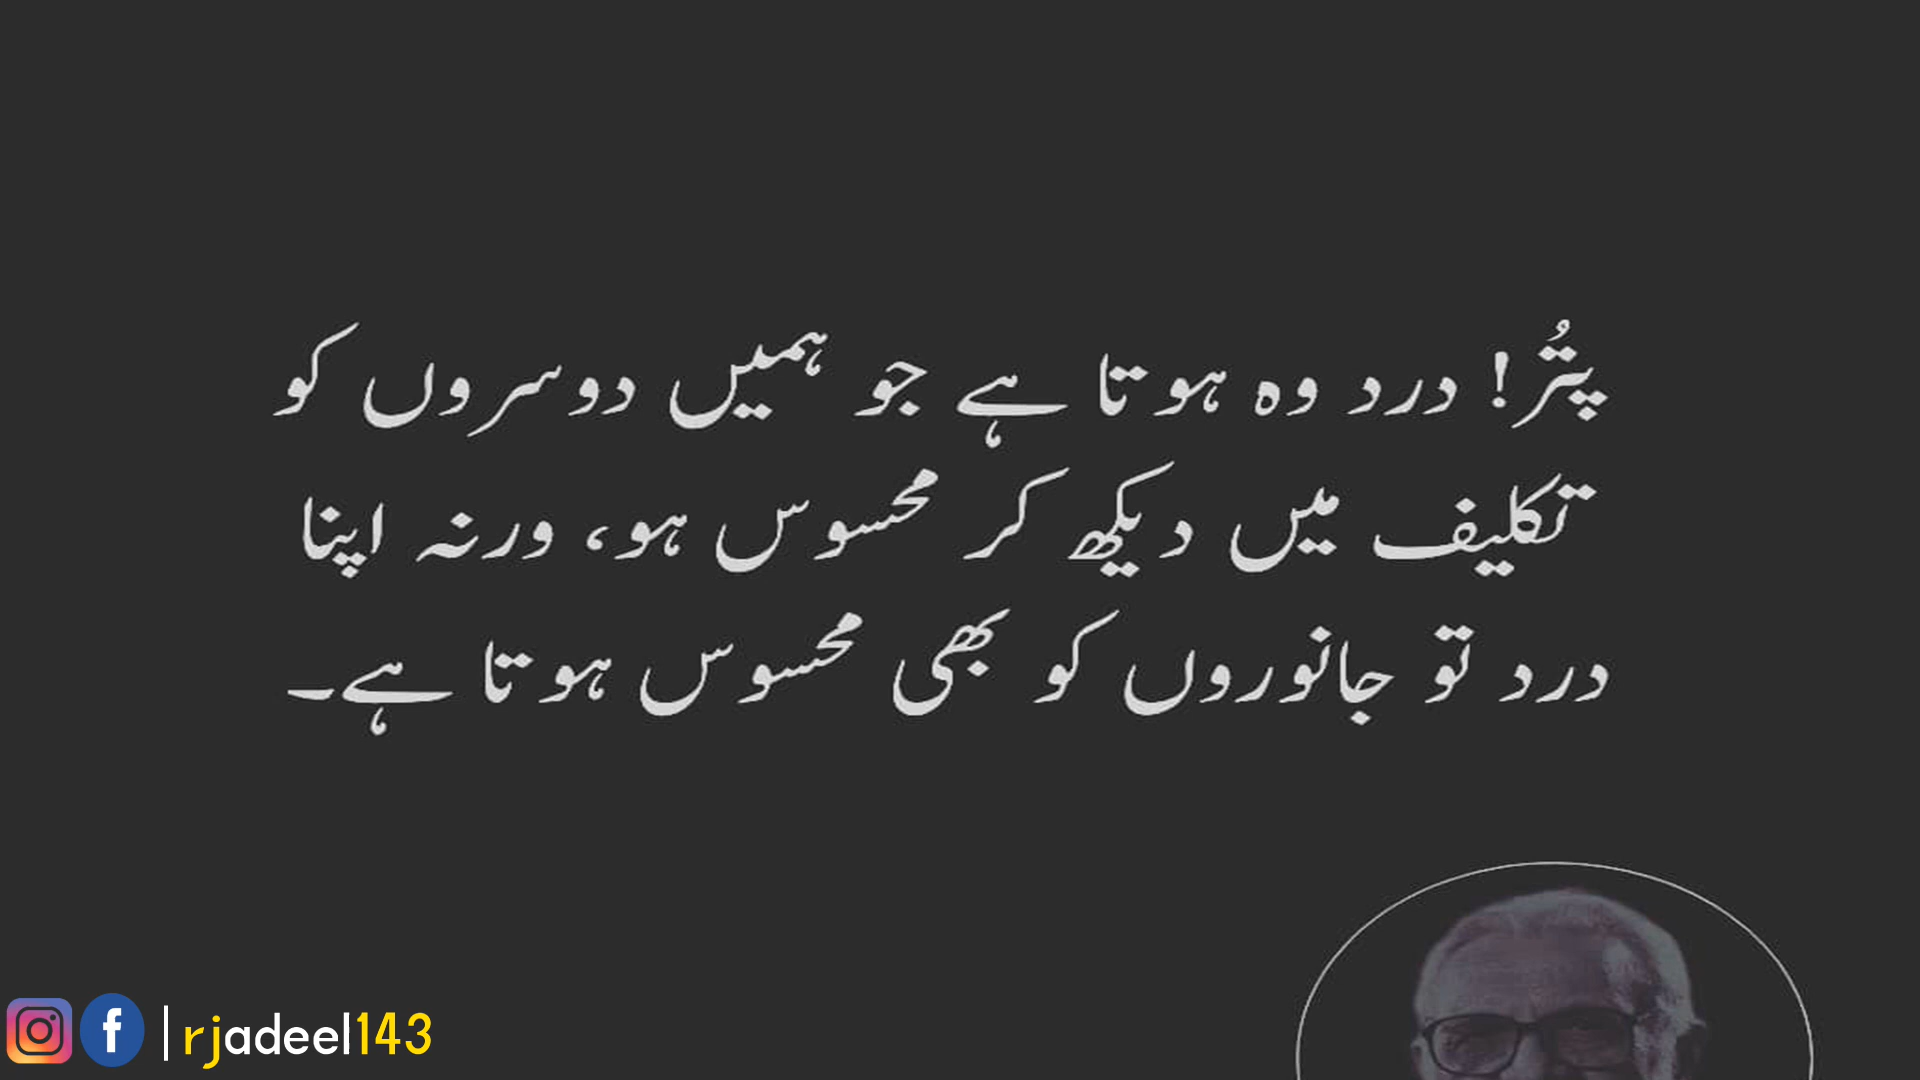 پتُر! درد وہ ہوتا ہے جو ہمیں دوسروں کو
تکلیف میں دیکھ کر محسوس ہو، ورنہ اپنا
درد تو جانوروں کو بھی محسوس ہوتا ہے۔
rjadeel143